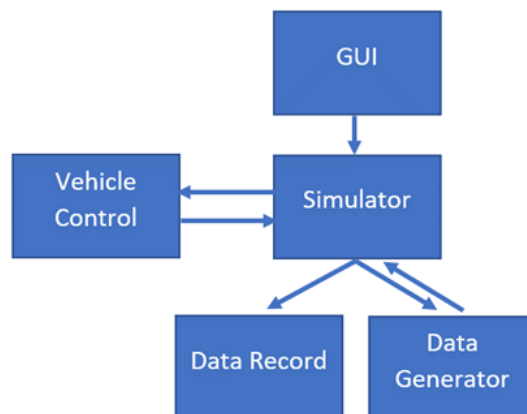 GUI
Vehicle
Control
Simulator
Data Record
Data
Generator